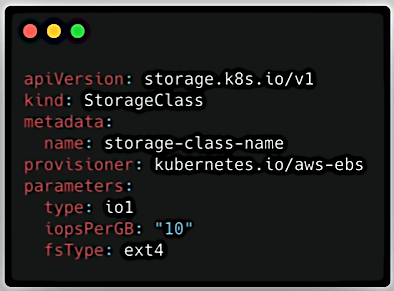 apiVersion: storage.k8s.io/v1
kind: StorageClass
metadata:
  name: storage-class-name
provisioner: kubernetes.io/aws-ebs
parameters:
  type: io1
  iopsPerGB: "10"
  fsType: ext4